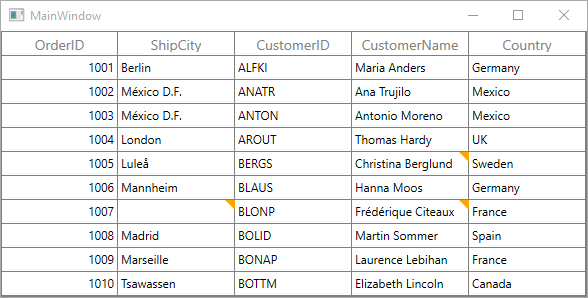 MainWindow
OrderID ShipCity CustomerID CustomerName Country
1001 Berlin ALFKI Maria Anders Germany
1002 México D.F. ANATR Ana Trujilo Mexico
1003 México D.F. ANTON Antonio Moreno Mexico
1004 London AROUT Thomas Hardy UK
1005 Luleå BERGS Christina Berglund Sweden
1006 Mannheim BLAUS Hanna Moos Germany
1007 BLONP Frédérique Citeaux France
1008 Madrid BOLID Martin Sommer Spain
1009 Marseille BONAP Laurence Lebihan France
1010 Tsawassen BOTTM Elizabeth Lincoln Canada